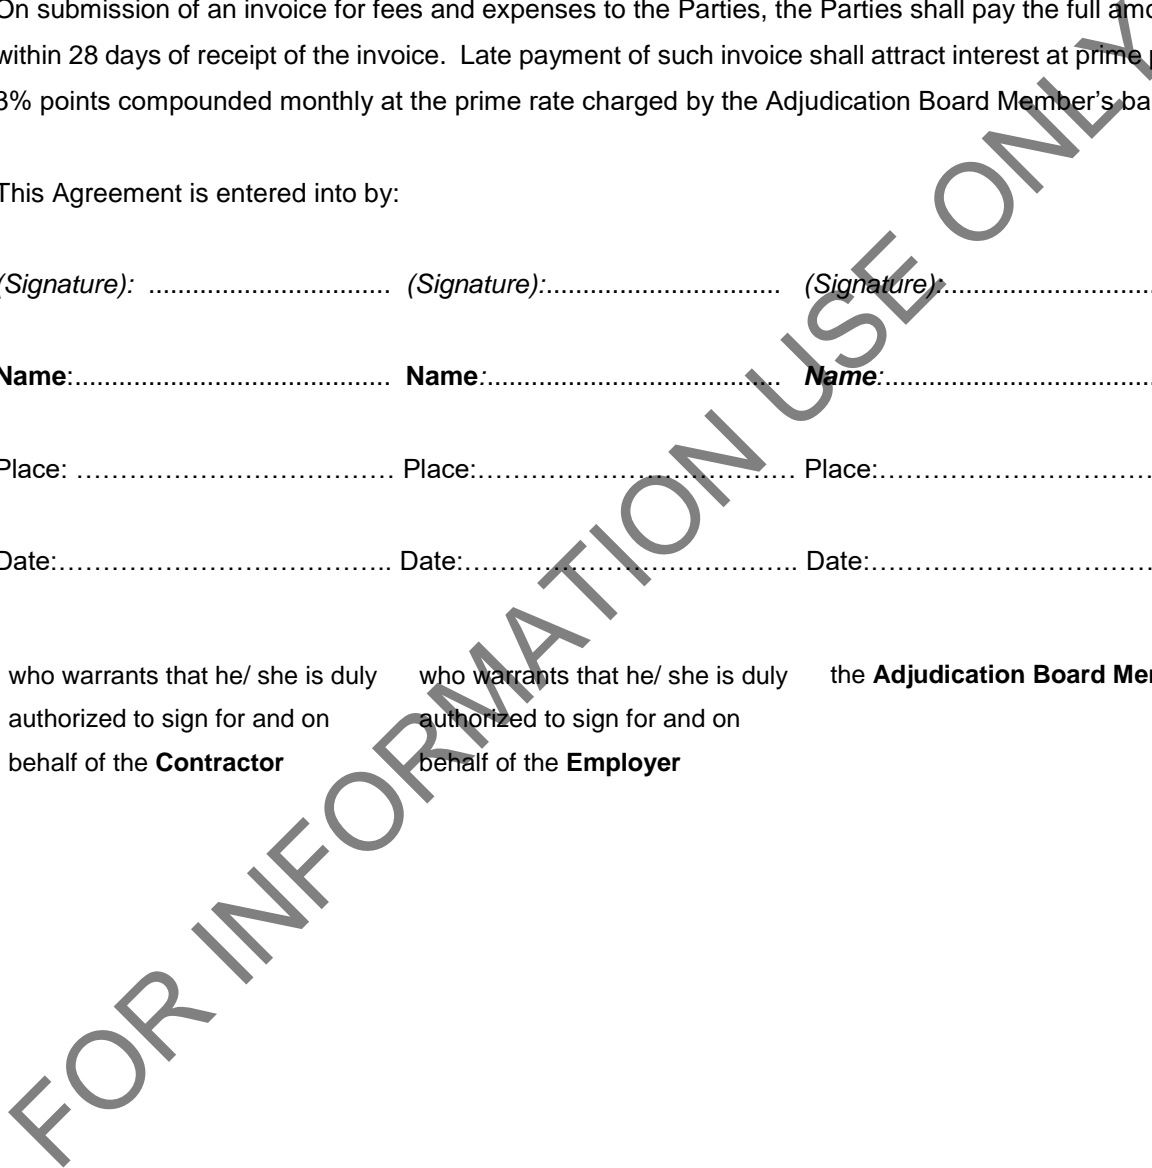 On submission of an invoice for fees and expenses to the Parties, the Parties shall pay the full amo
within 28 days of receipt of the invoice.  Late payment of such invoice shall attract interest at prime p
3% points compounded monthly at the prime rate charged by the Adjudication Board Member’s ba
This Agreement is entered into by:
(Signature): ................................. (Signature):................................ (Signature):.............................
Name:........................................... Name:........................................ Name:.....................................
Place: ……………………………… Place:……………………………… Place:…………………………
Date:……………………………….. Date:……………………………….. Date:…………………………
who warrants that he/ she is duly who warrants that he/ she is duly the Adjudication Board Mem
authorized to sign for and on authorized to sign for and on
behalf of the Contractor behalf of the Employer
FOR INFORMATION USE ONLY